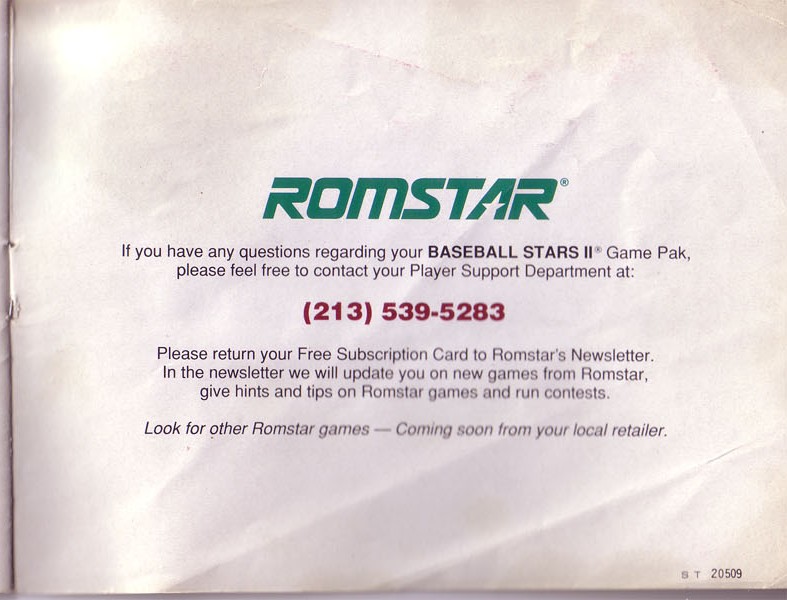 ROMSTAR®
If you have any questions regarding your BASEBALL STARS II® Game Pak,
please feel free to contact your Player Support Department at:
(213) 539-5283
Please return your Free Subscription Card to Romstar's Newsletter.
In the newsletter we will update you on new games from Romstar,
give hints and tips on Romstar games and run contests.
Look for other Romstar games — Coming soon from your local retailer.
S T 20509